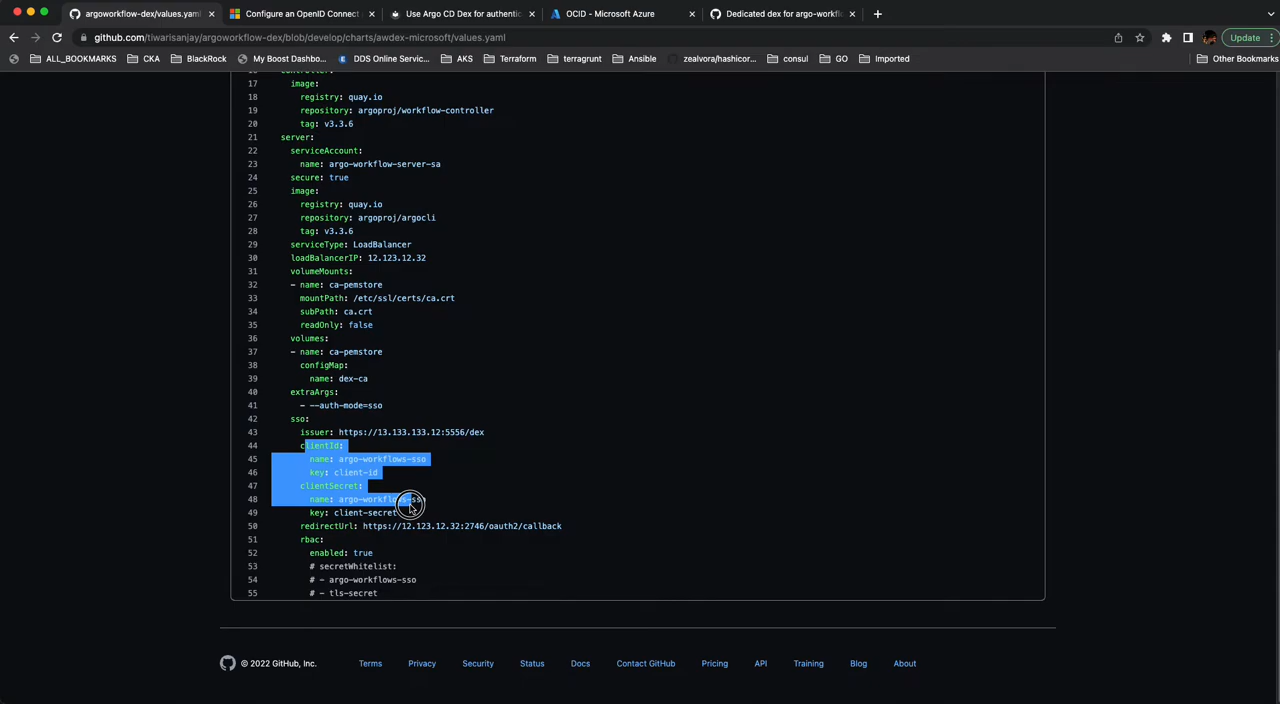 argoworkflow-dex/values.yaml
Configure an OpenID Connect
Use Argo CD Dex for authentic
OCID - Microsoft Azure
Dedicated dex for argo-workfl
github.com/tiwarisanjay/argoworkflow-dex/blob/develop/charts/awdex-microsoft/values.yaml
Update
ALL_BOOKMARKS
CKA
BlackRock
My Boost Dashbo...
DDS Online Servic...
AKS
Terraform
terragrunt
Ansible
zealvora/hashicor...
consul
GO
Imported
Other Bookmarks
17 image:
18 registry: quay.io
19 repository: argoproj/workflow-controller
20 tag: v3.3.6
21 server:
22 serviceAccount:
23 name: argo-workflow-server-sa
24 secure: true
25 image:
26 registry: quay.io
27 repository: argoproj/argocli
28 tag: v3.3.6
29 serviceType: LoadBalancer
30 loadBalancerIP: 12.123.12.32
31 volumeMounts:
32 - name: ca-pemstore
33 mountPath: /etc/ssl/certs/ca.crt
34 subPath: ca.crt
35 readOnly: false
36 volumes:
37 - name: ca-pemstore
38 configMap:
39 name: dex-ca
40 extraArgs:
41 - --auth-mode=sso
42 sso:
43 issuer: https://13.133.133.12:5556/dex
44 clientId:
45 name: argo-workflows-sso
46 key: client-id
47 clientSecret:
48 name: argo-workflows-sso
49 key: client-secret
50 redirectUrl: https://12.123.12.32:2746/oauth2/callback
51 rbac:
52 enabled: true
53 # secretWhitelist:
54 # - argo-workflows-sso
55 # - tls-secret
© 2022 GitHub, Inc.
Terms
Privacy
Security
Status
Docs
Contact GitHub
Pricing
API
Training
Blog
About